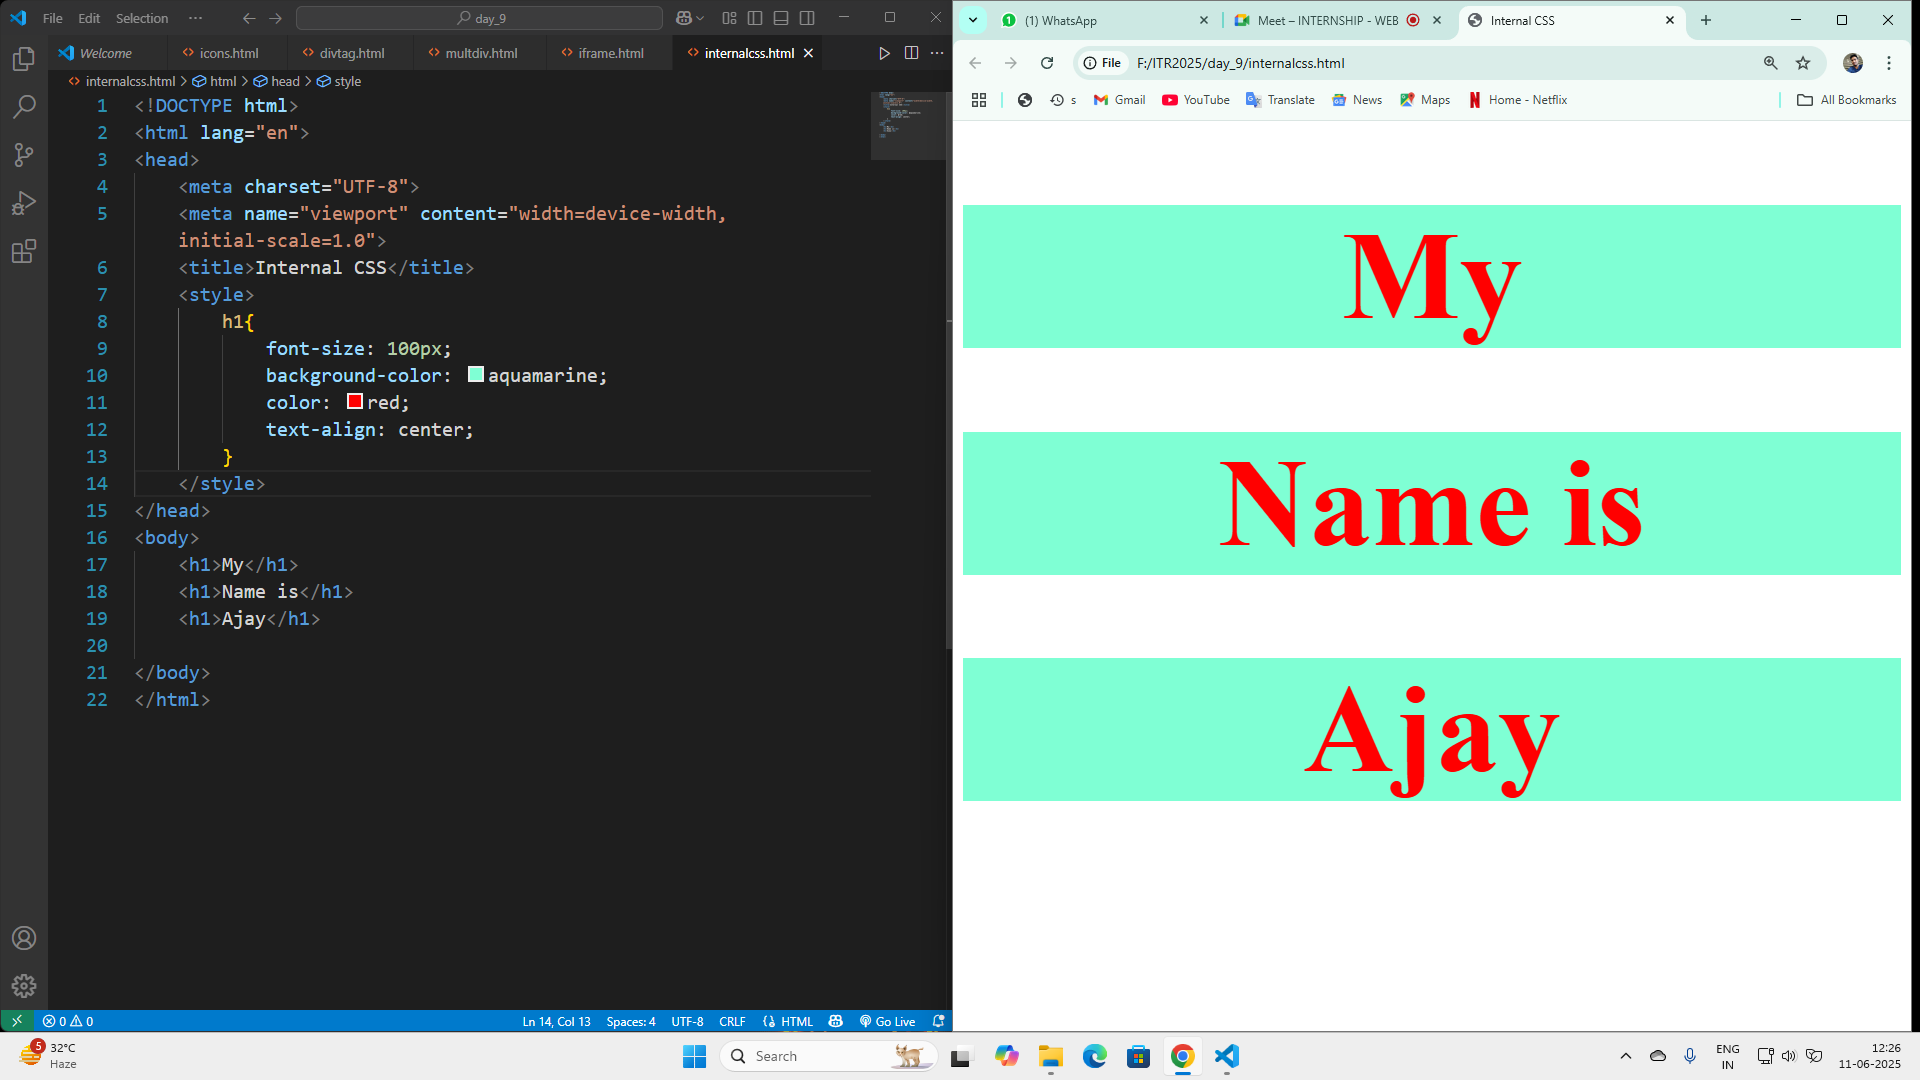 File Edit Selection ··· day_9
Welcome icons.html divtag.html multdiv.html iframe.html internalcss.html
internalcss.html > html > head > style
1 <!DOCTYPE html>
2 <html lang="en">
3 <head>
4 <meta charset="UTF-8">
5 <meta name="viewport" content="width=device-width,
initial-scale=1.0">
6 <title>Internal CSS</title>
7 <style>
8 h1{
9 font-size: 100px;
10 background-color: aquamarine;
11 color: red;
12 text-align: center;
13 }
14 </style>
15 </head>
16 <body>
17 <h1>My</h1>
18 <h1>Name is</h1>
19 <h1>Ajay</h1>
20
21 </body>
22 </html>
0 0 Ln 14, Col 13 Spaces: 4 UTF-8 CRLF HTML Go Live
(1) WhatsApp Meet – INTERNSHIP - WEB Internal CSS
File F:/ITR2025/day_9/internalcss.html
s Gmail YouTube Translate News Maps Home - Netflix All Bookmarks
My
Name is
Ajay
5 32°C
Haze
Search
ENG
IN
12:26
11-06-2025